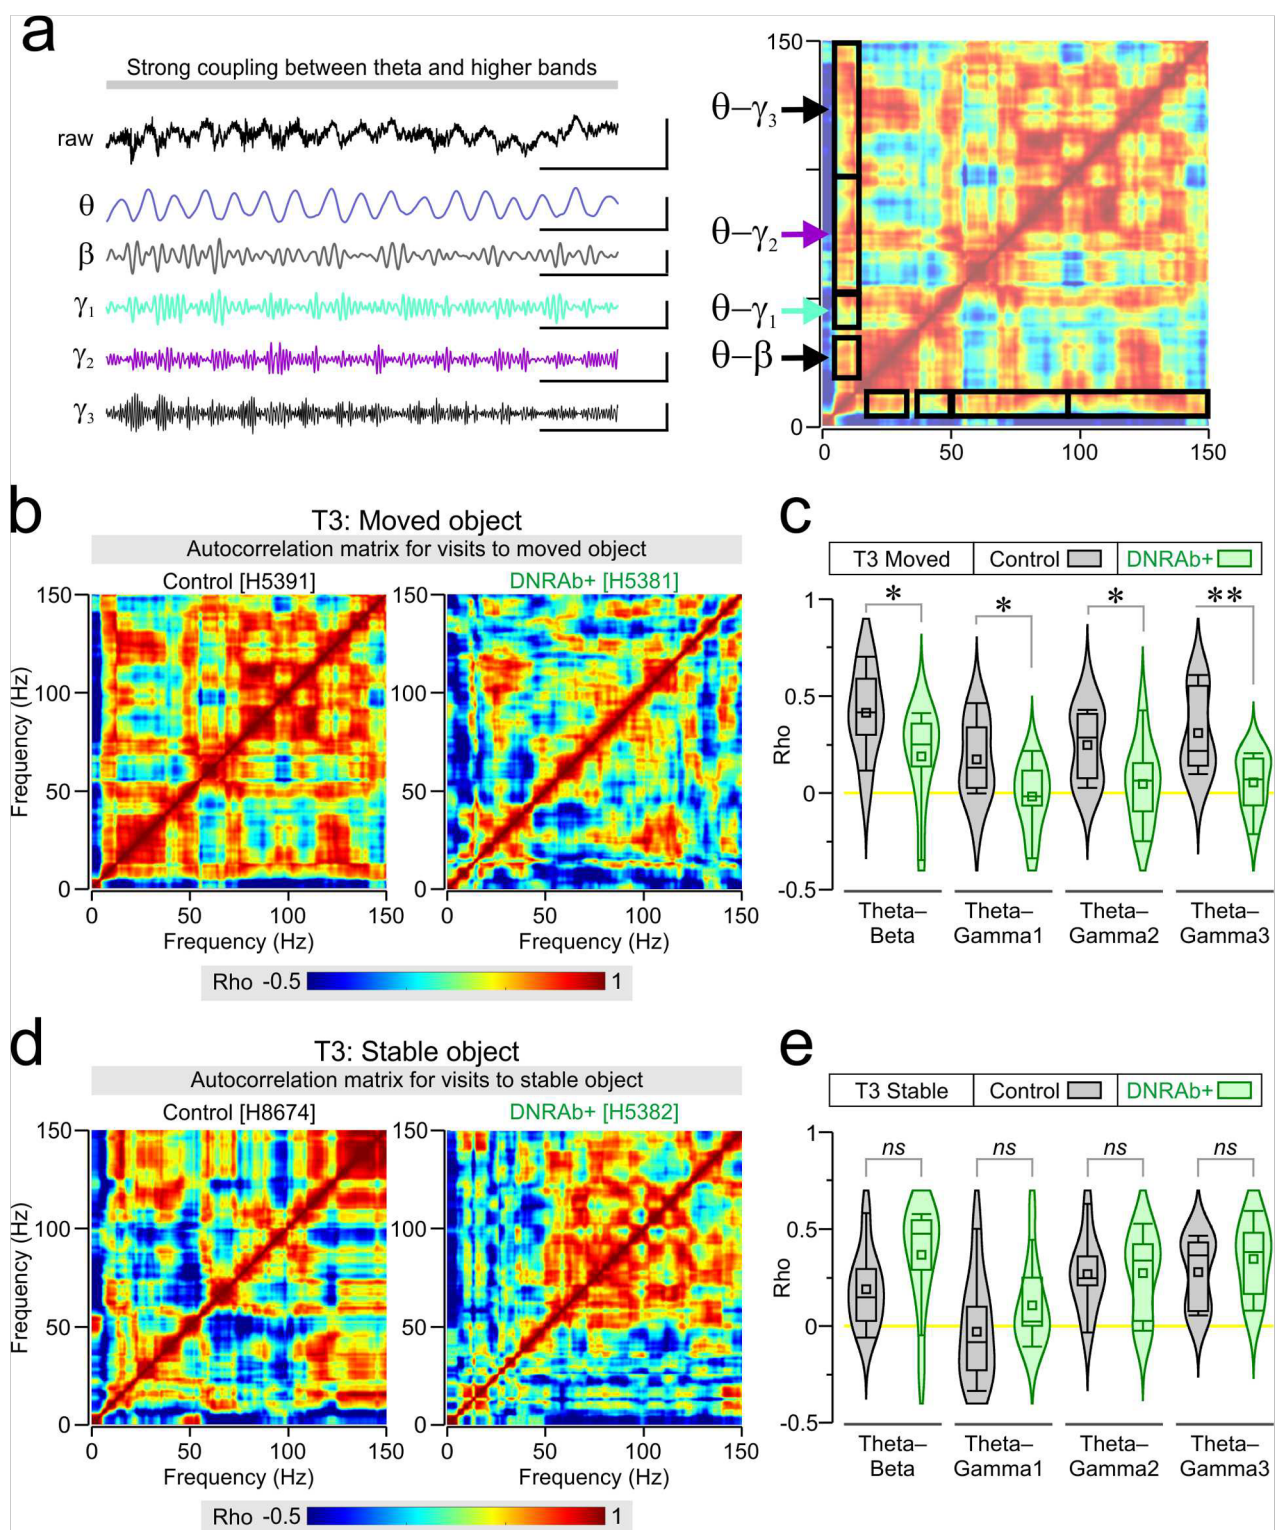 a
Strong coupling between theta and higher bands
raw
θ
β
γ1
γ2
γ3
150
θ–γ3
θ–γ2
θ–γ1
θ–β
0
0 50 100 150
b
T3: Moved object
Autocorrelation matrix for visits to moved object
Control [H5391] DNRAb+ [H5381]
150 150
100 100
50 50
0 0
Frequency (Hz)
0 50 100 150 0 50 100 150
Frequency (Hz) Frequency (Hz)
Rho -0.5 1
c
T3 Moved Control DNRAb+
1
* * * **
0.5
Rho
0
-0.5
Theta– Theta– Theta– Theta–
Beta Gamma1 Gamma2 Gamma3
d
T3: Stable object
Autocorrelation matrix for visits to stable object
Control [H8674] DNRAb+ [H5382]
150 150
100 100
50 50
0 0
Frequency (Hz)
0 50 100 150 0 50 100 150
Frequency (Hz) Frequency (Hz)
Rho -0.5 1
e
T3 Stable Control DNRAb+
1
ns ns ns ns
0.5
Rho
0
-0.5
Theta– Theta– Theta– Theta–
Beta Gamma1 Gamma2 Gamma3